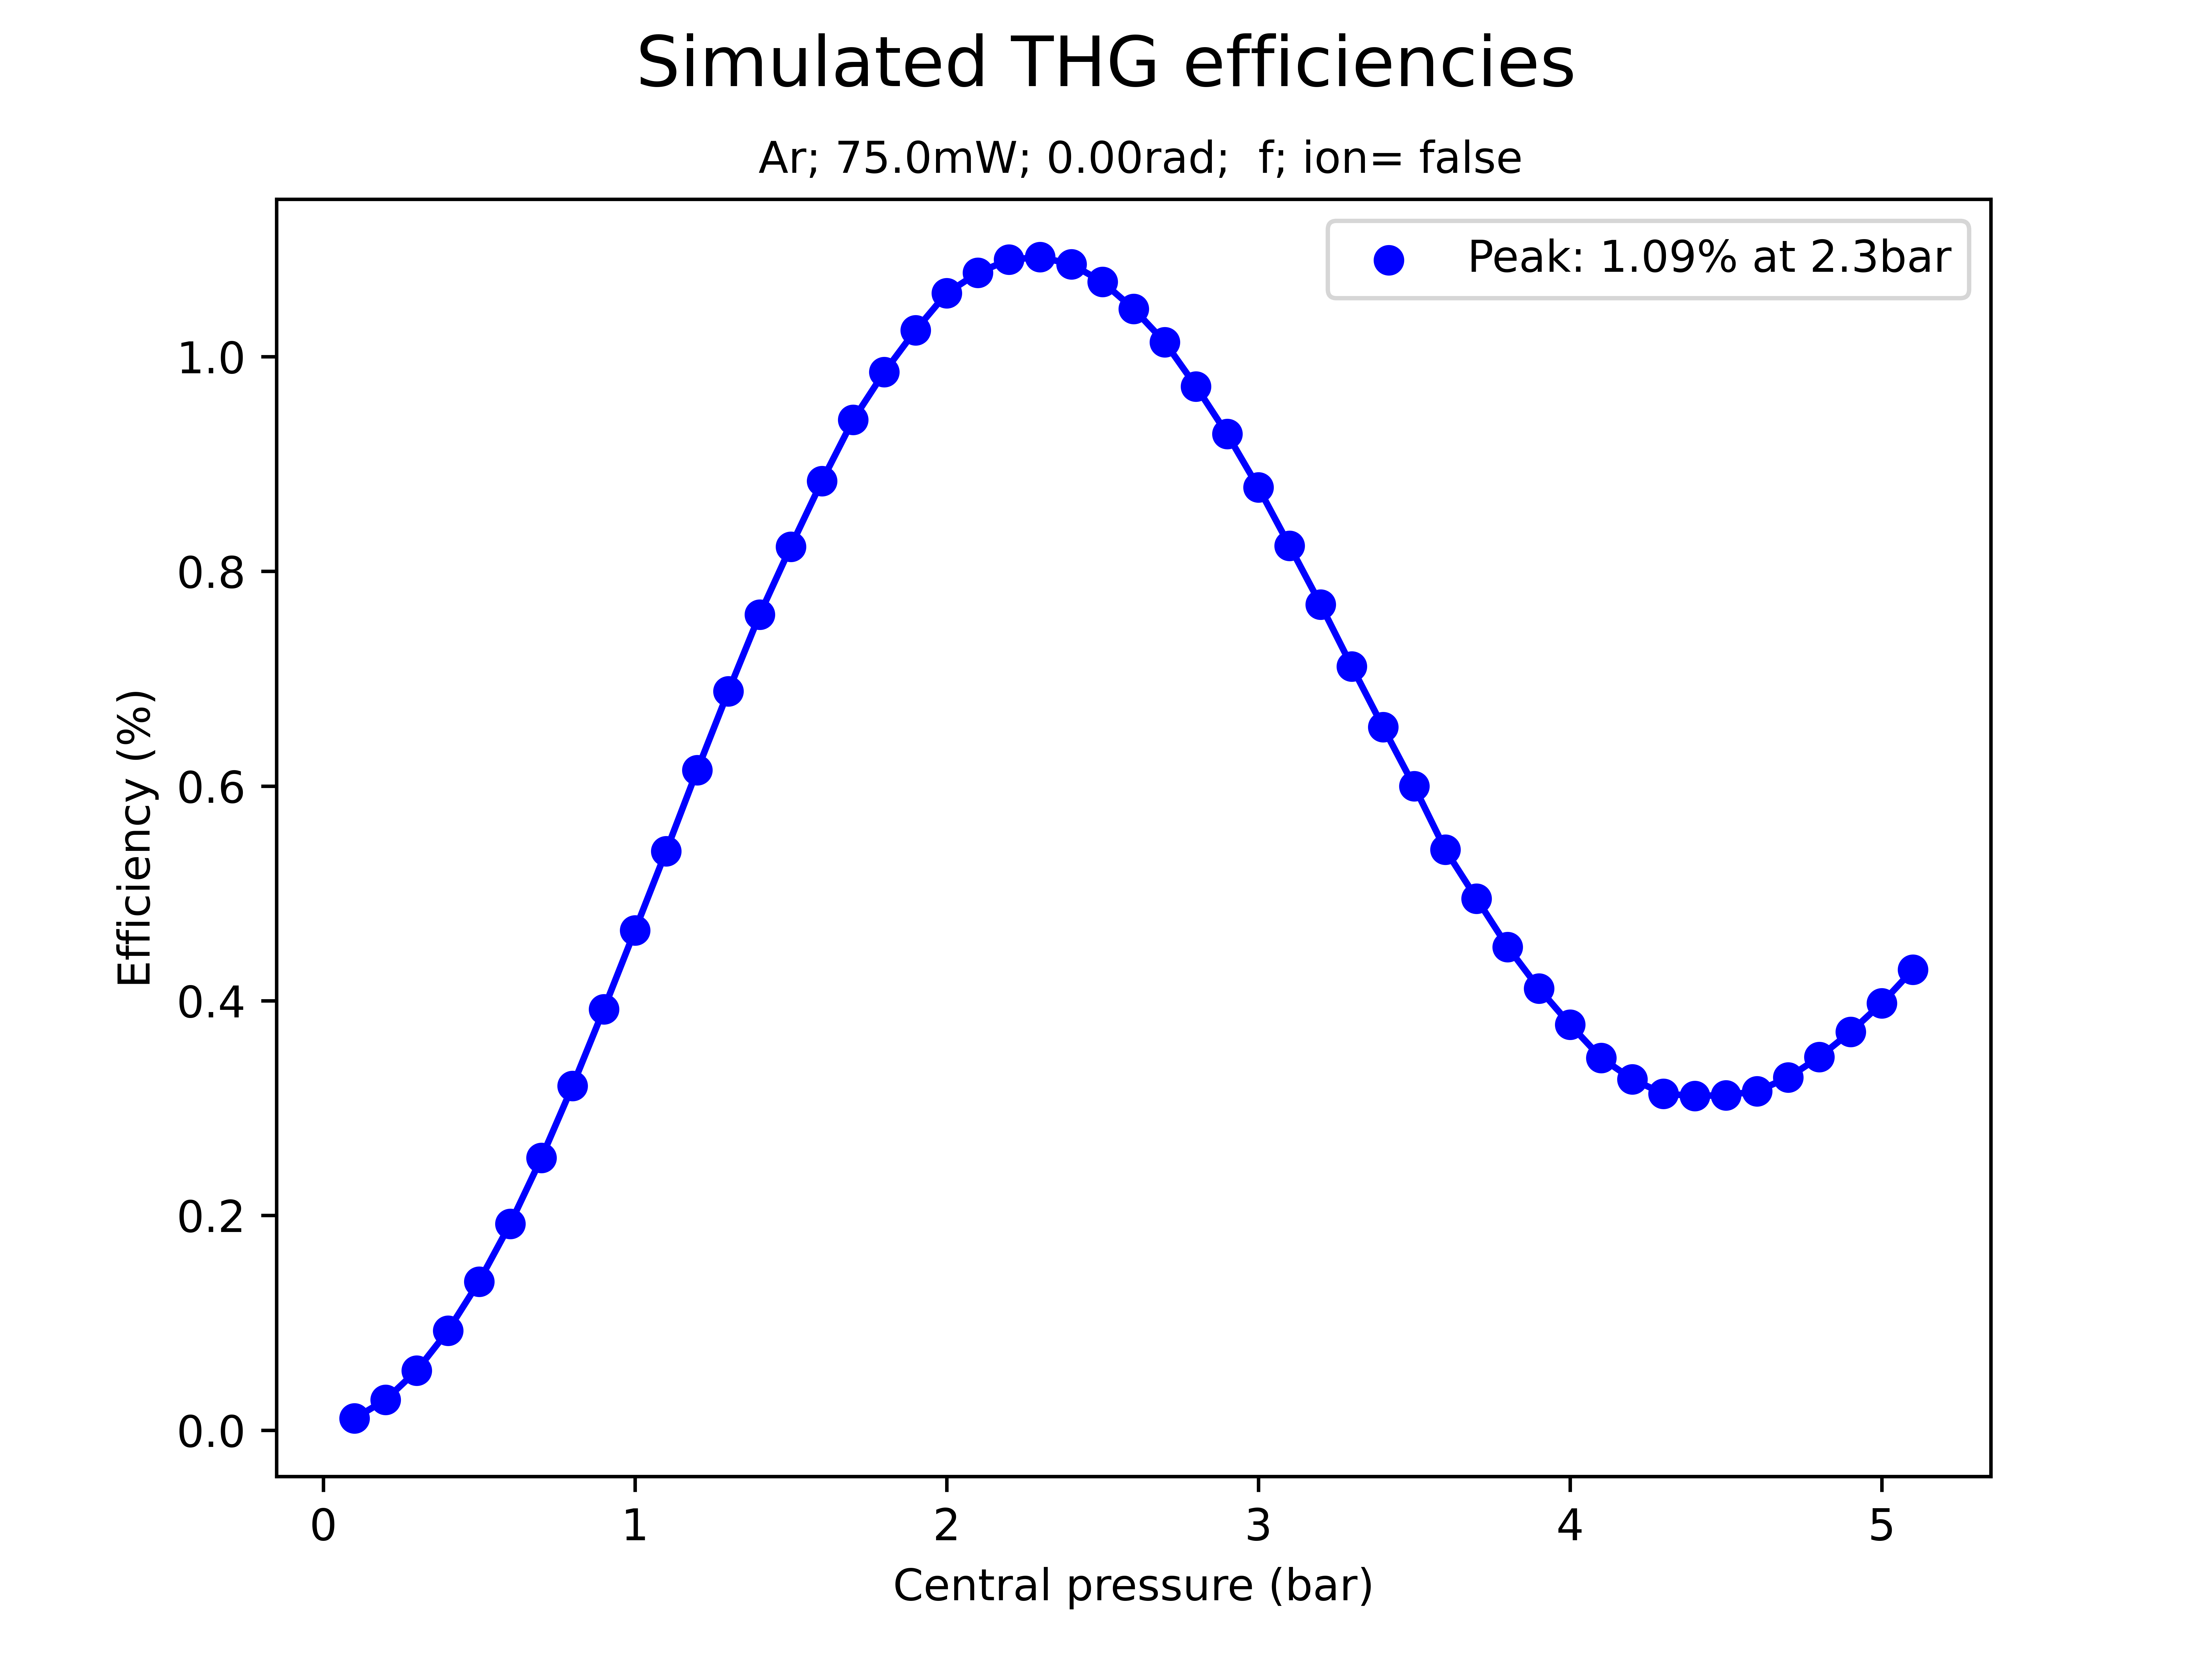 Simulated THG efficiencies
Ar; 75.0mW; 0.00rad;  f; ion= false
Peak: 1.09% at 2.3bar
Efficiency (%)
1.0
0.8
0.6
0.4
0.2
0.0
0 1 2 3 4 5
Central pressure (bar)